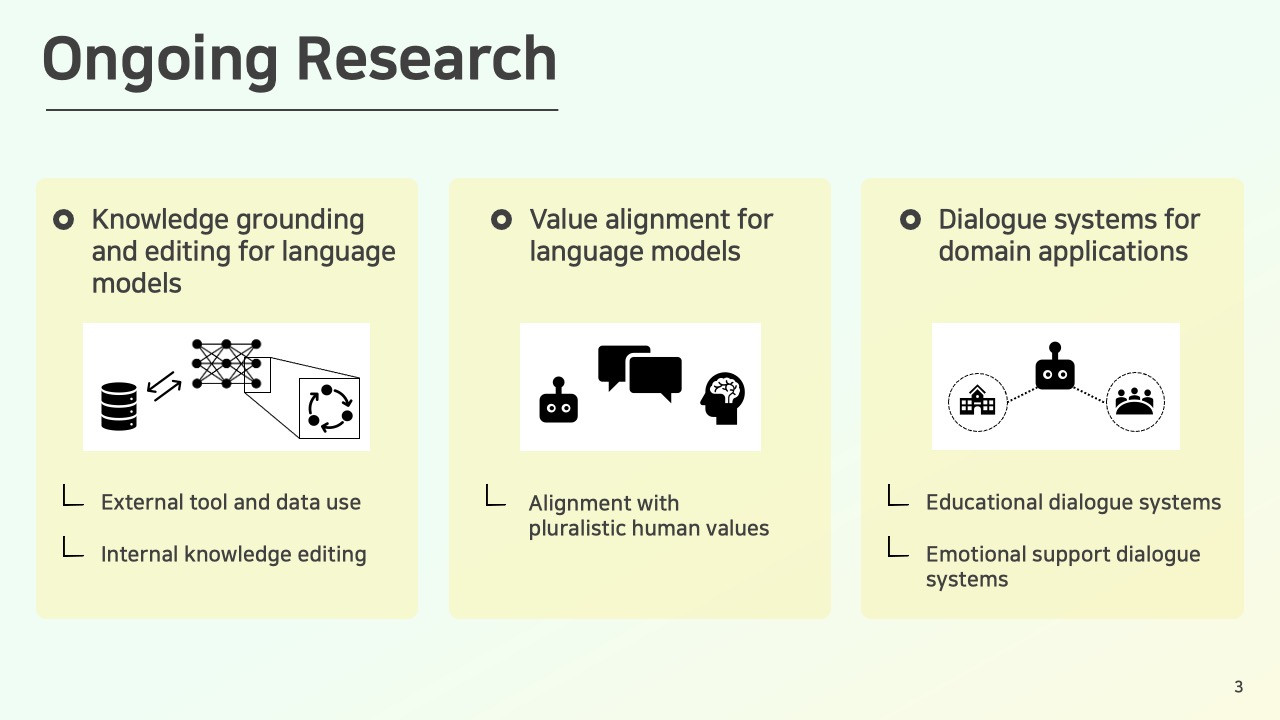 Ongoing Research
Knowledge grounding
and editing for language
models
External tool and data use
Internal knowledge editing
Value alignment for
language models
Alignment with
pluralistic human values
Dialogue systems for
domain applications
Educational dialogue systems
Emotional support dialogue
systems
3